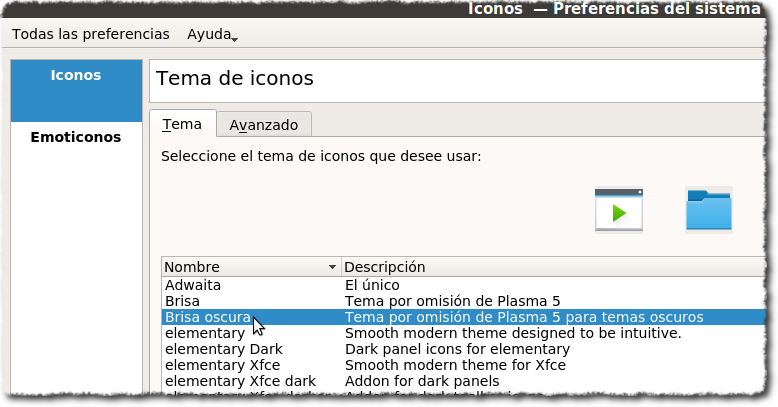 Iconos — Preferencias del sistema
Todas las preferencias Ayuda
Iconos
Emoticonos
Tema de iconos
Tema Avanzado
Seleccione el tema de iconos que desee usar:
Nombre Descripción
Adwaita El único
Brisa Tema por omisión de Plasma 5
Brisa oscura Tema por omisión de Plasma 5 para temas oscuros
elementary Smooth modern theme designed to be intuitive.
elementary Dark Dark panel icons for elementary
elementary Xfce Smooth modern theme for Xfce
elementary Xfce dark Addon for dark panels